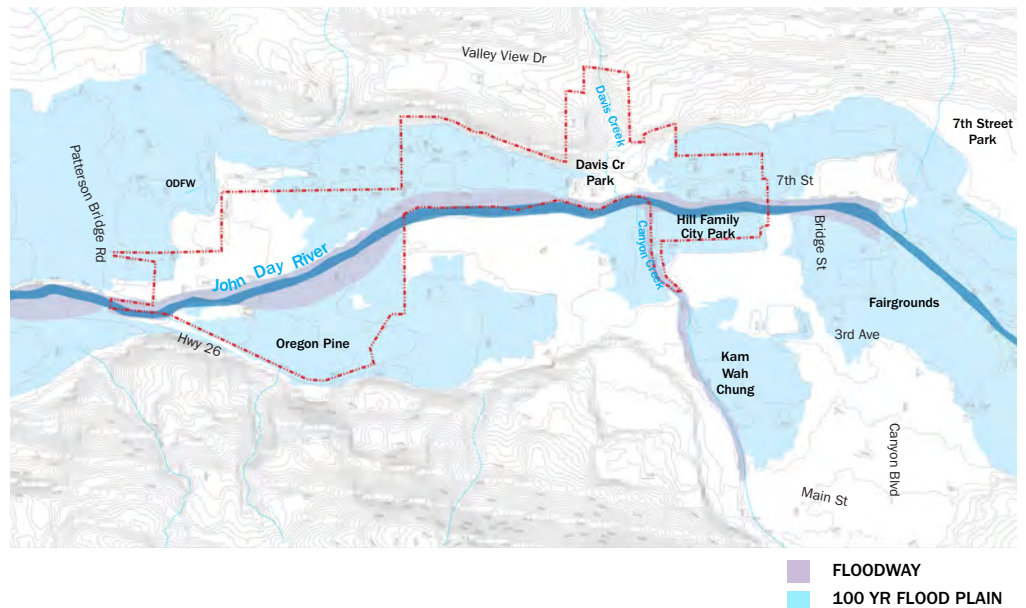 Valley View Dr
Davis Creek
7th Street
Park
Patterson Bridge Rd
ODFW
Davis Cr
Park
7th St
Hill Family
City Park
Bridge St
Canyon Creek
John Day River
Fairgrounds
Hwy 26
Oregon Pine
3rd Ave
Kam
Wah
Chung
Canyon Blvd
Main St
FLOODWAY
100 YR FLOOD PLAIN